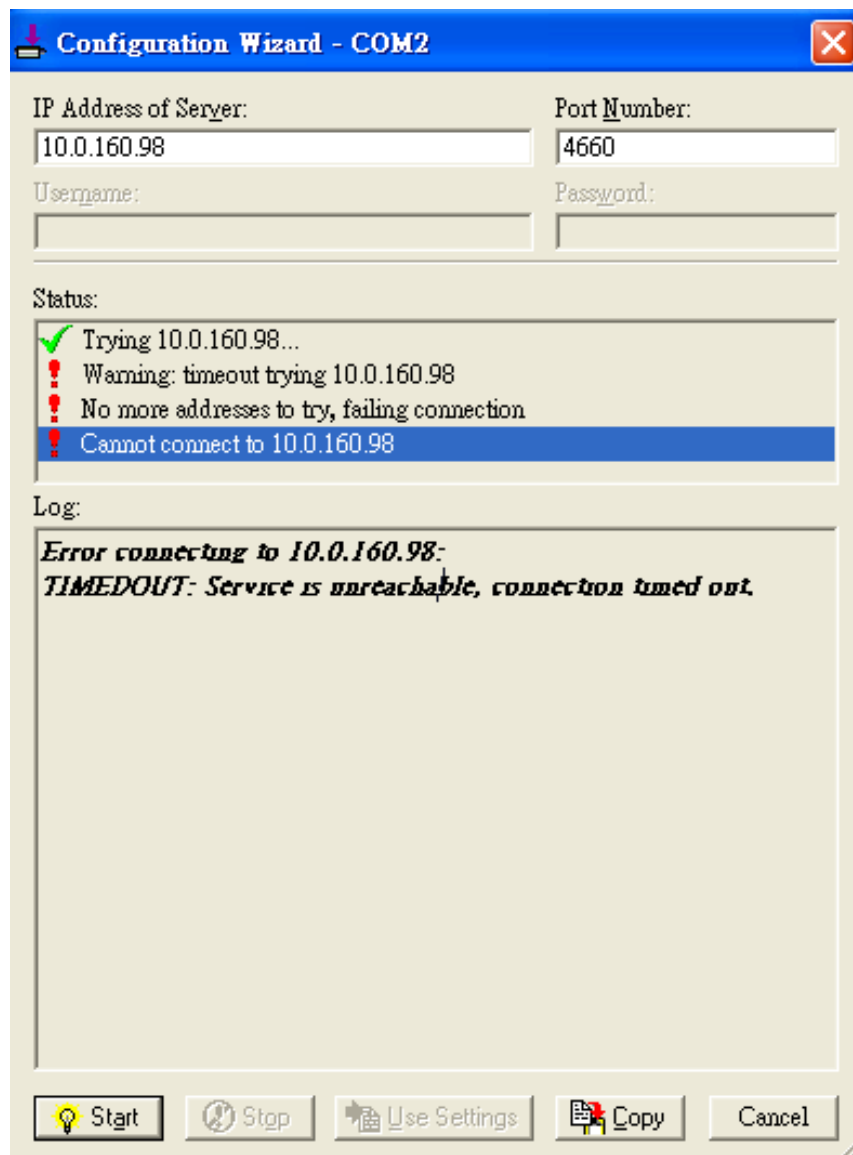 Configuration Wizard - COM2
IP Address of Server: Port Number:
10.0.160.98 4660
Username: Password:
Status:
Trying 10.0.160.98...
Warning: timeout trying 10.0.160.98
No more addresses to try, failing connection
Cannot connect to 10.0.160.98
Log:
Error connecting to 10.0.160.98:
TIMEDOUT: Service is unreachable, connection timed out.
Start Stop Use Settings Copy Cancel